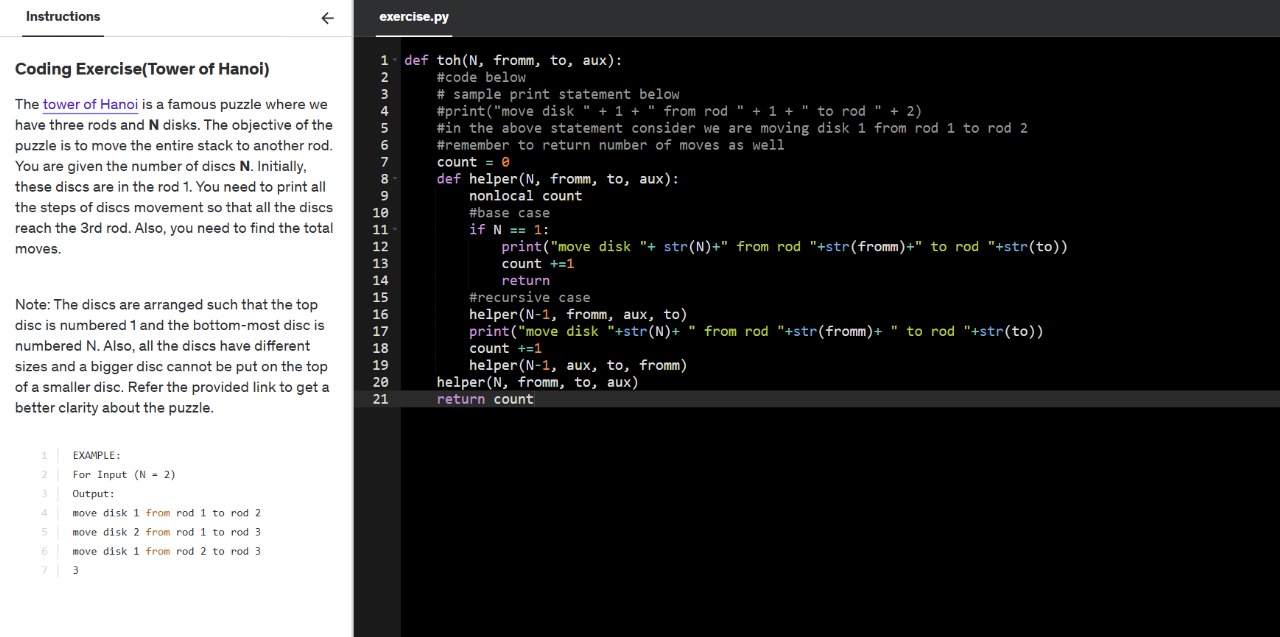 Instructions
Coding Exercise(Tower of Hanoi)
The tower of Hanoi is a famous puzzle where we
have three rods and N disks. The objective of the
puzzle is to move the entire stack to another rod.
You are given the number of discs N. Initially,
these discs are in the rod 1. You need to print all
the steps of discs movement so that all the discs
reach the 3rd rod. Also, you need to find the total
moves.
Note: The discs are arranged such that the top
disc is numbered 1 and the bottom-most disc is
numbered N. Also, all the discs have different
sizes and a bigger disc cannot be put on the top
of a smaller disc. Refer the provided link to get a
better clarity about the puzzle.
1 EXAMPLE:
2 For Input (N = 2)
3 Output:
4 move disk 1 from rod 1 to rod 2
5 move disk 2 from rod 1 to rod 3
6 move disk 1 from rod 2 to rod 3
7 3
exercise.py
1 def toh(N, fromm, to, aux):
2     #code below
3     # sample print statement below
4     #print("move disk " + 1 + " from rod " + 1 + " to rod " + 2)
5     #in the above statement consider we are moving disk 1 from rod 1 to rod 2
6     #remember to return number of moves as well
7     count = 0
8     def helper(N, fromm, to, aux):
9         nonlocal count
10         #base case
11         if N == 1:
12             print("move disk "+ str(N)+" from rod "+str(fromm)+" to rod "+str(to))
13             count +=1
14             return
15         #recursive case
16         helper(N-1, fromm, aux, to)
17         print("move disk "+str(N)+ " from rod "+str(fromm)+ " to rod "+str(to))
18         count +=1
19         helper(N-1, aux, to, fromm)
20     helper(N, fromm, to, aux)
21     return count